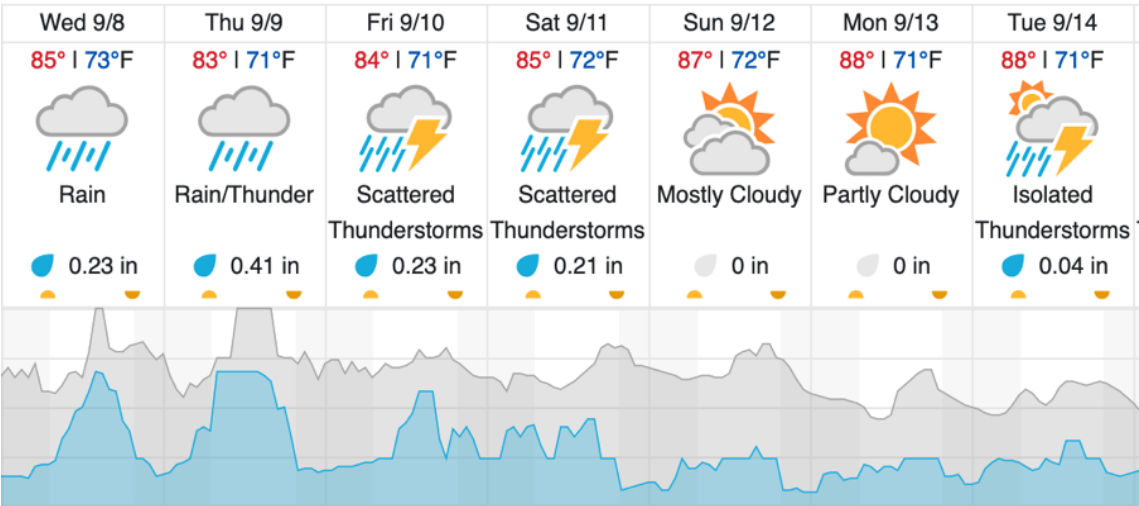 Wed 9/8 Thu 9/9 Fri 9/10 Sat 9/11 Sun 9/12 Mon 9/13 Tue 9/14
85° | 73°F 83° | 71°F 84° | 71°F 85° | 72°F 87° | 72°F 88° | 71°F 88° | 71°F
Rain Rain/Thunder Scattered Scattered Mostly Cloudy Partly Cloudy Isolated
Thunderstorms Thunderstorms Thunderstorms
0.23 in 0.41 in 0.23 in 0.21 in 0 in 0 in 0.04 in